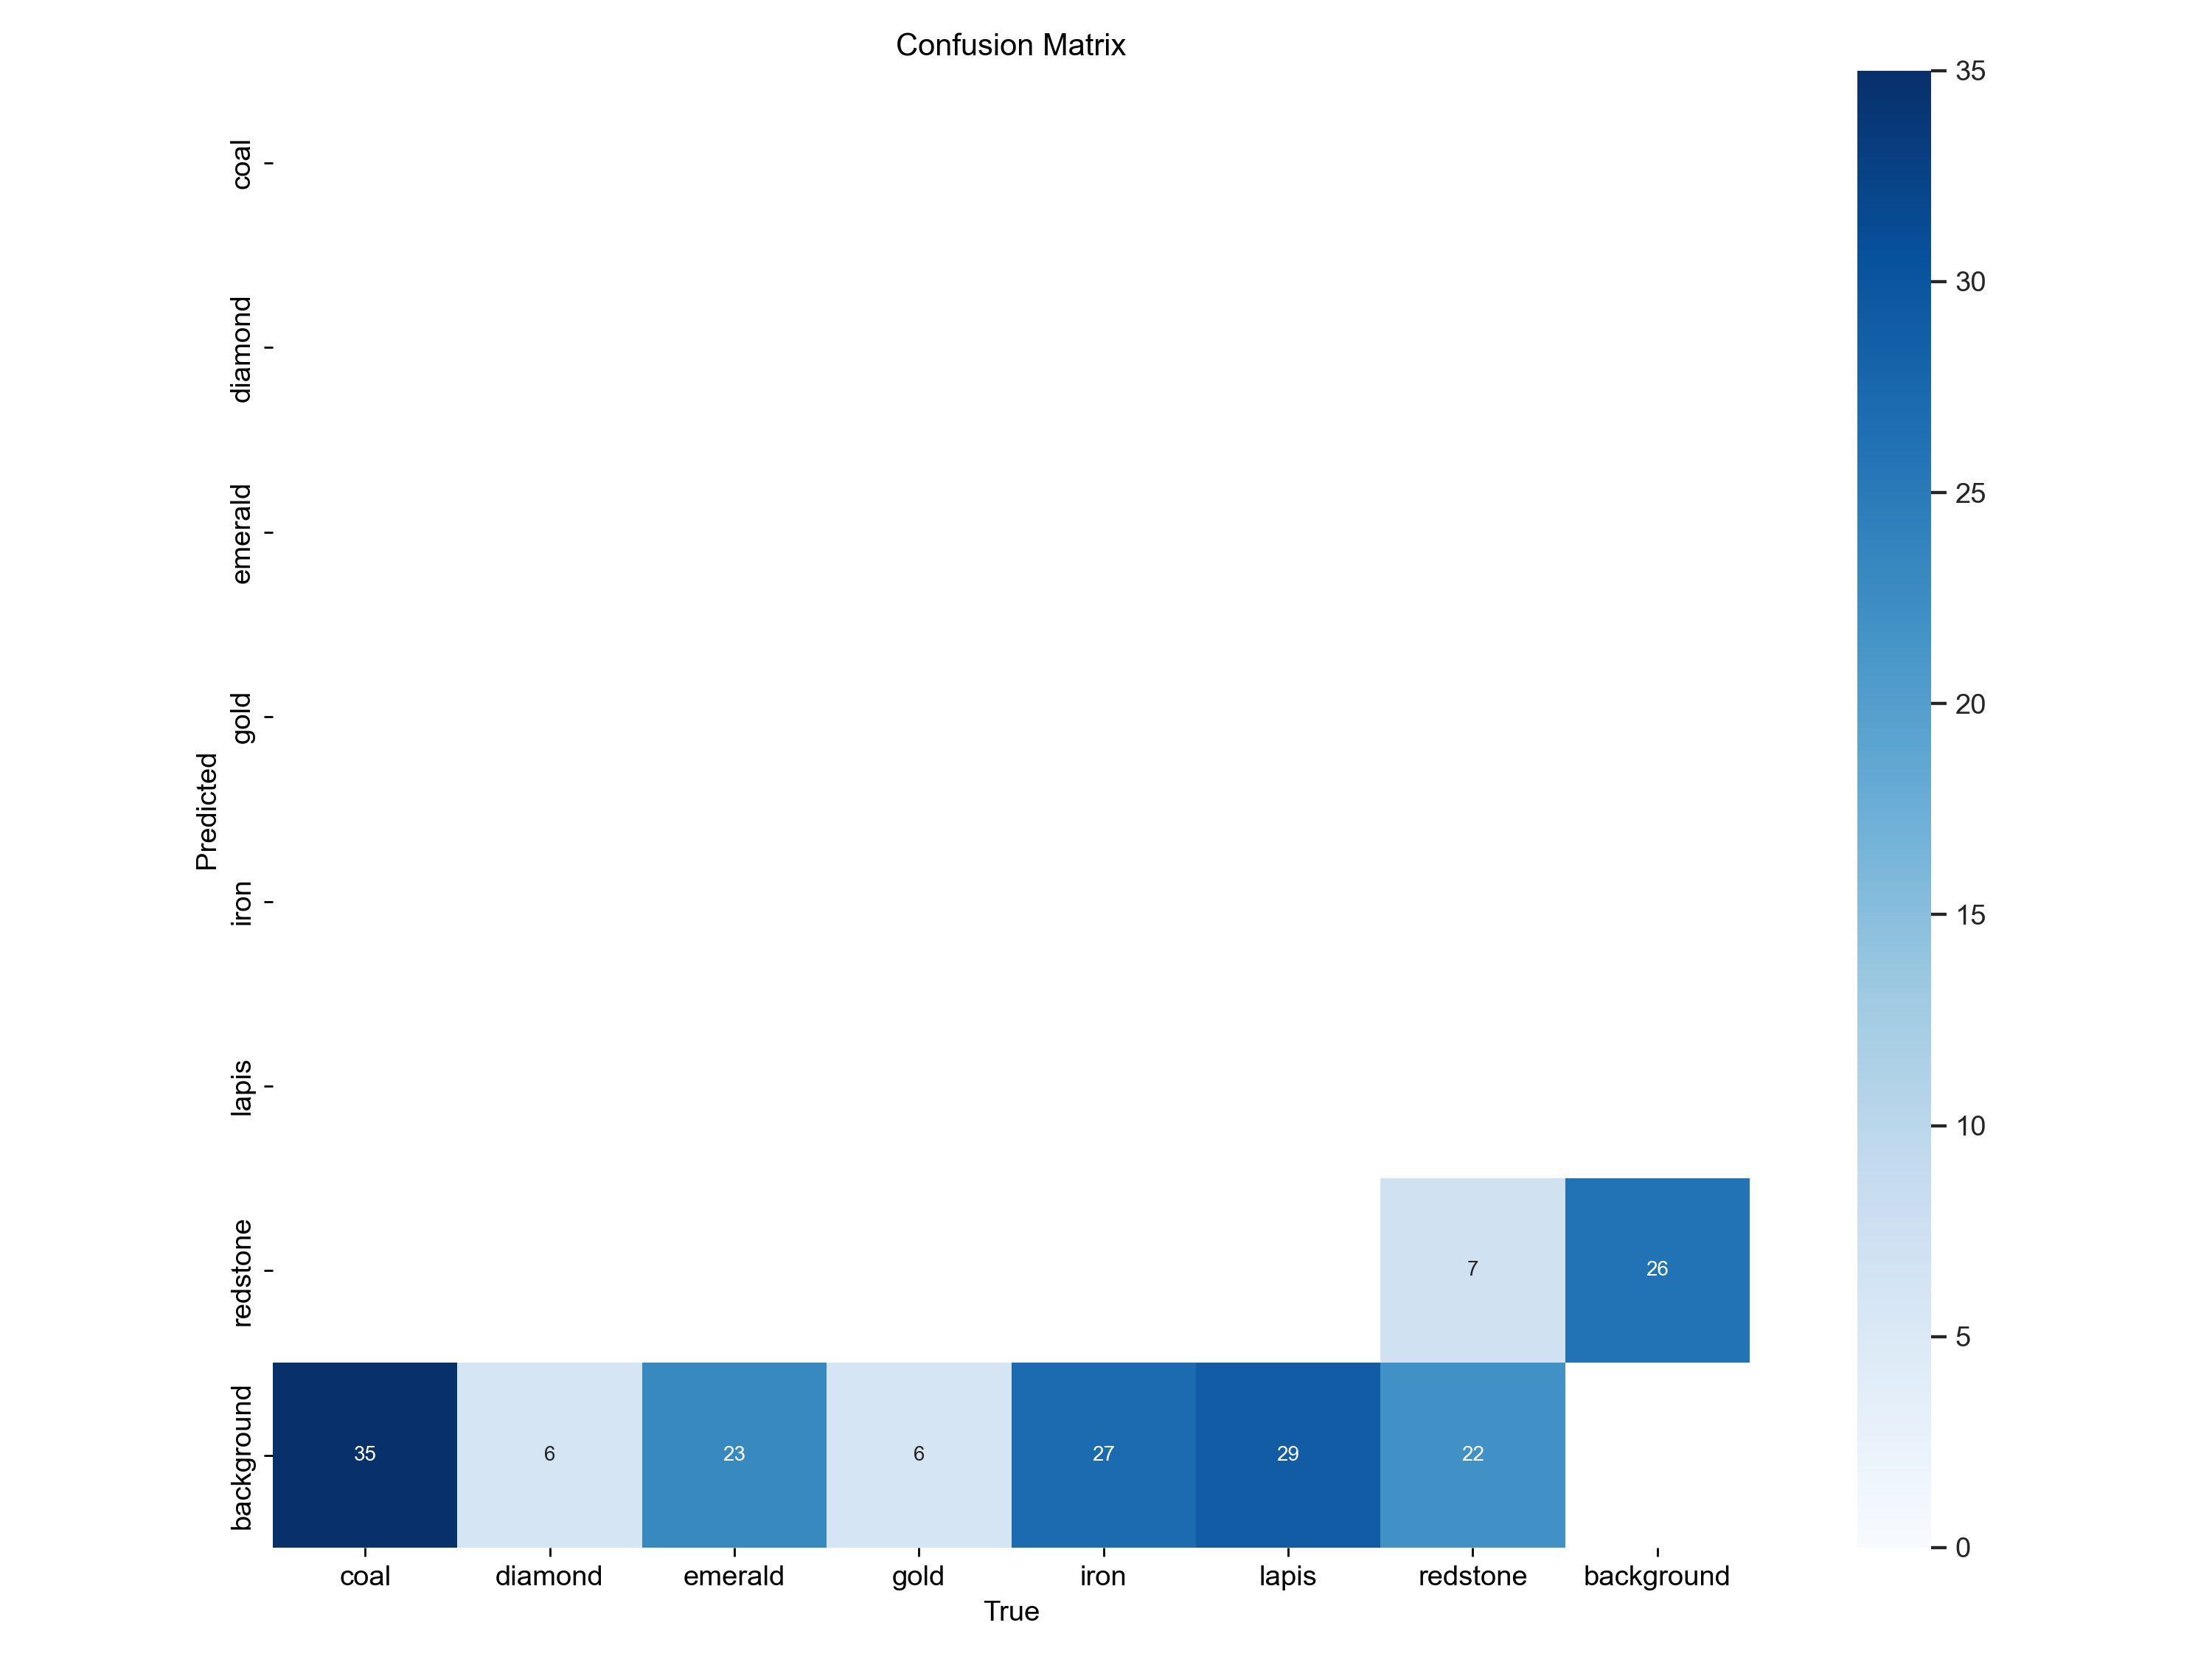 Confusion Matrix
Predicted
coal
diamond
emerald
gold
iron
lapis
redstone
background
7 26
35 6 23 6 27 29 22
coal diamond emerald gold iron lapis redstone background
True
35
30
25
20
15
10
5
0